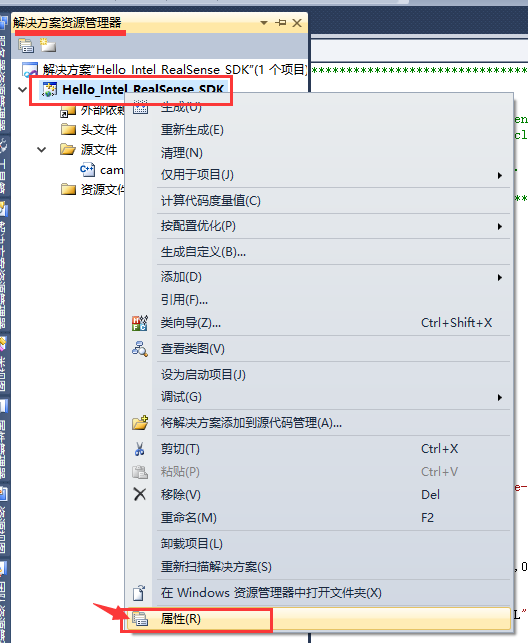 解决方案资源管理器
解决方案"Hello_Intel_RealSense_SDK"(1 个项目)
Hello_Intel_RealSense_SDK
外部依赖
头文件
源文件
cam
资源文件
生成(U)
重新生成(E)
清理(N)
仅用于项目(J)
计算代码度量值(C)
按配置优化(P)
生成自定义(B)...
添加(D)
引用(F)...
类向导(Z)... Ctrl+Shift+X
查看类图(V)
设为启动项目(J)
调试(G)
将解决方案添加到源代码管理(A)...
剪切(T) Ctrl+X
粘贴(P) Ctrl+V
移除(V) Del
重命名(M) F2
卸载项目(L)
重新扫描解决方案(S)
在 Windows 资源管理器中打开文件夹(X)
属性(R)